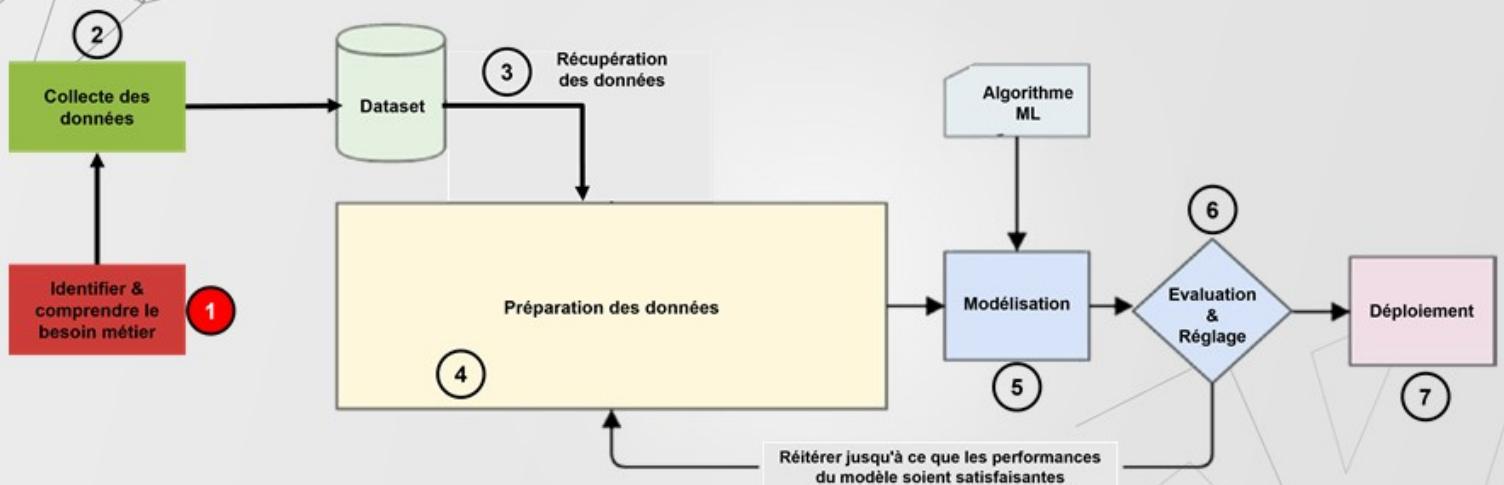 2
Collecte des
données
Dataset
3
Récupération
des données
Algorithme
ML
Identifier &
comprendre le
besoin métier
1
Préparation des données
4
Modélisation
5
6
Evaluation
&
Réglage
Déploiement
7
Réitérer jusqu'à ce que les performances
du modèle soient satisfaisantes